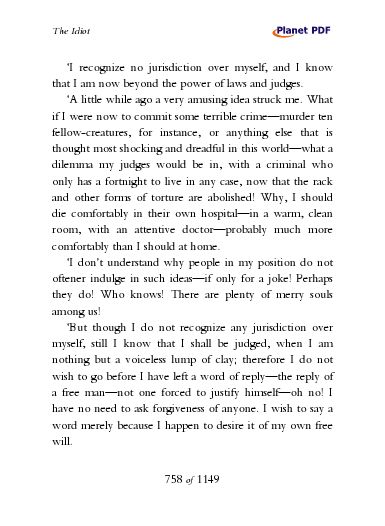 The Idiot
Planet PDF
‘I recognize no jurisdiction over myself, and I know
that I am now beyond the power of laws and judges.
‘A little while ago a very amusing idea struck me. What
if I were now to commit some terrible crime—murder ten
fellow-creatures, for instance, or anything else that is
thought most shocking and dreadful in this world—what a
dilemma my judges would be in, with a criminal who
only has a fortnight to live in any case, now that the rack
and other forms of torture are abolished! Why, I should
die comfortably in their own hospital—in a warm, clean
room, with an attentive doctor—probably much more
comfortably than I should at home.
‘I don’t understand why people in my position do not
oftener indulge in such ideas—if only for a joke! Perhaps
they do! Who knows! There are plenty of merry souls
among us!
‘But though I do not recognize any jurisdiction over
myself, still I know that I shall be judged, when I am
nothing but a voiceless lump of clay; therefore I do not
wish to go before I have left a word of reply—the reply of
a free man—not one forced to justify himself—oh no! I
have no need to ask forgiveness of anyone. I wish to say a
word merely because I happen to desire it of my own free
will.
758 of 1149